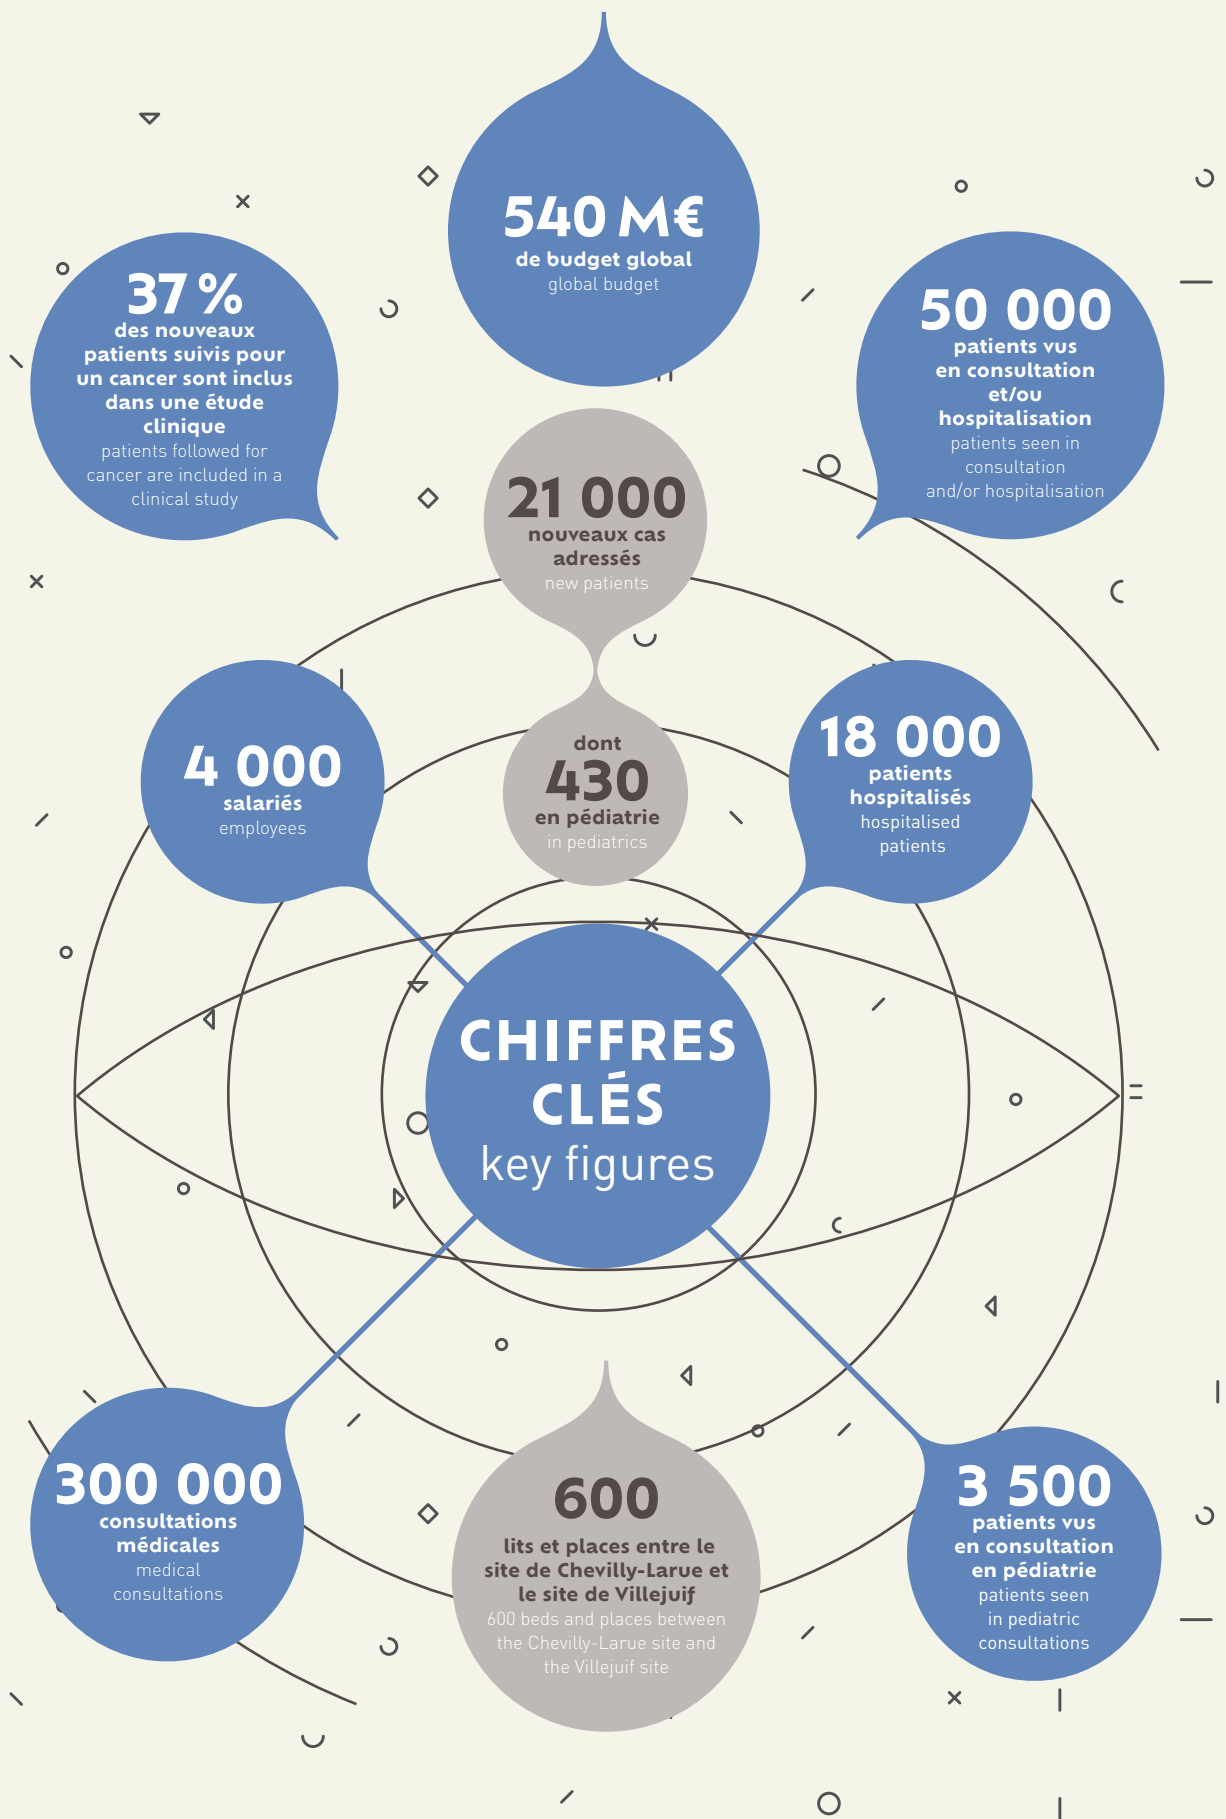 540 M€
de budget global
global budget
37 %
des nouveaux
patients suivis pour
un cancer sont inclus
dans une étude
clinique
patients followed for
cancer are included in a
clinical study
50 000
patients vus
en consultation
et/ou
hospitalisation
patients seen in
consultation
and/or hospitalisation
21 000
nouveaux cas
adressés
new patients
4 000
salariés
employees
dont
430
en pédiatrie
in pediatrics
18 000
patients
hospitalisés
hospitalised
patients
CHIFFRES
CLÉS
key figures
300 000
consultations
médicales
medical
consultations
600
lits et places entre le
site de Chevilly-Larue et
le site de Villejuif
600 beds and places between
the Chevilly-Larue site and
the Villejuif site
3 500
patients vus
en consultation
en pédiatrie
patients seen
in pediatric
consultations